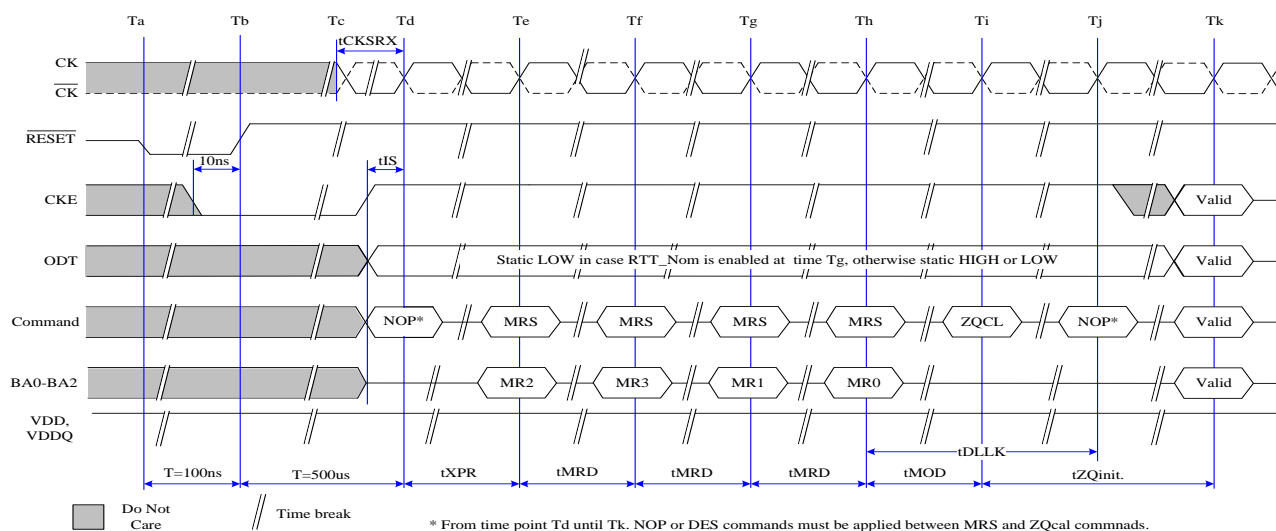 Ta Tb Tc Td Te Tf Tg Th Ti Tj Tk
tCKSRX
CK
CK
RESET
10ns tIS
CKE Valid
ODT Static LOW in case RTT_Nom is enabled at time Tg, otherwise static HIGH or LOW Valid
Command NOP* MRS MRS MRS MRS ZQCL NOP* Valid
BA0-BA2 MR2 MR3 MR1 MR0 Valid
VDD,
VDDQ
tDLLK
T=100ns T=500us tXPR tMRD tMRD tMRD tMOD tZQinit.
Do Not
Care
Time break
* From time point Td until Tk. NOP or DES commands must be applied between MRS and ZQcal commnads.